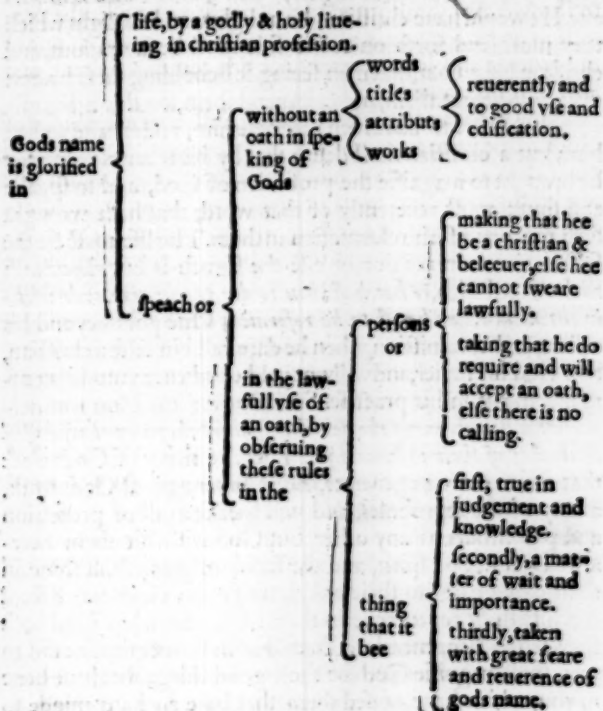 Gods name
is glorified
in
life, by a godly & holy liue-
ing in chriſtian profeſsion.
ſpeach or
without an
oath in ſpe-
king of
Gods
words
titles
attributs
works
reuerently and
to good vſe and
edification.
in the law-
full vſe of
an oath, by
obſeruing
theſe rules
in the
perſons
or
making that hee
be a chriſtian &
beleeuer, elſe hee
cannot ſweare
lawfully.
taking that he do
require and will
accept an oath,
elſe there is no
calling.
thing
that it
bee
firſt, true in
iudgement and
knowledge.
ſecondly, a mat-
ter of wait and
importance.
thirdly, taken
with great feare
and reuerence of
gods name.